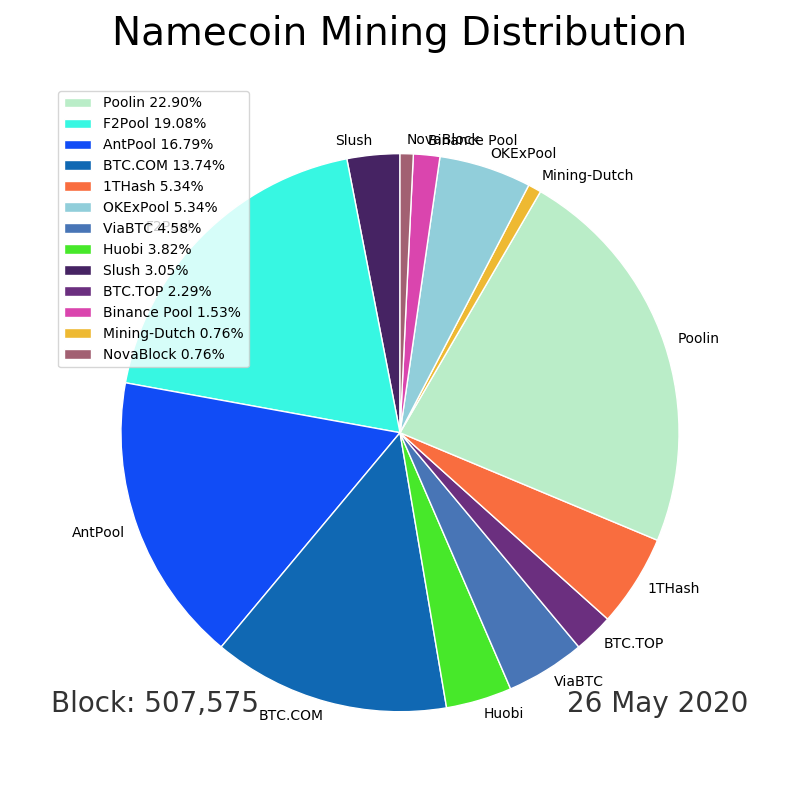 Namecoin Mining Distribution
Poolin 22.90%
F2Pool 19.08%
AntPool 16.79%
BTC.COM 13.74%
1THash 5.34%
OKExPool 5.34%
ViaBTC 4.58%
Huobi 3.82%
Slush 3.05%
BTC.TOP 2.29%
Binance Pool 1.53%
Mining-Dutch 0.76%
NovaBlock 0.76%
Slush
NovaBlock
Binance Pool
OKExPool
Mining-Dutch
F2Pool
Poolin
AntPool
1THash
BTC.TOP
ViaBTC
Huobi
BTC.COM
Block: 507,575
26 May 2020